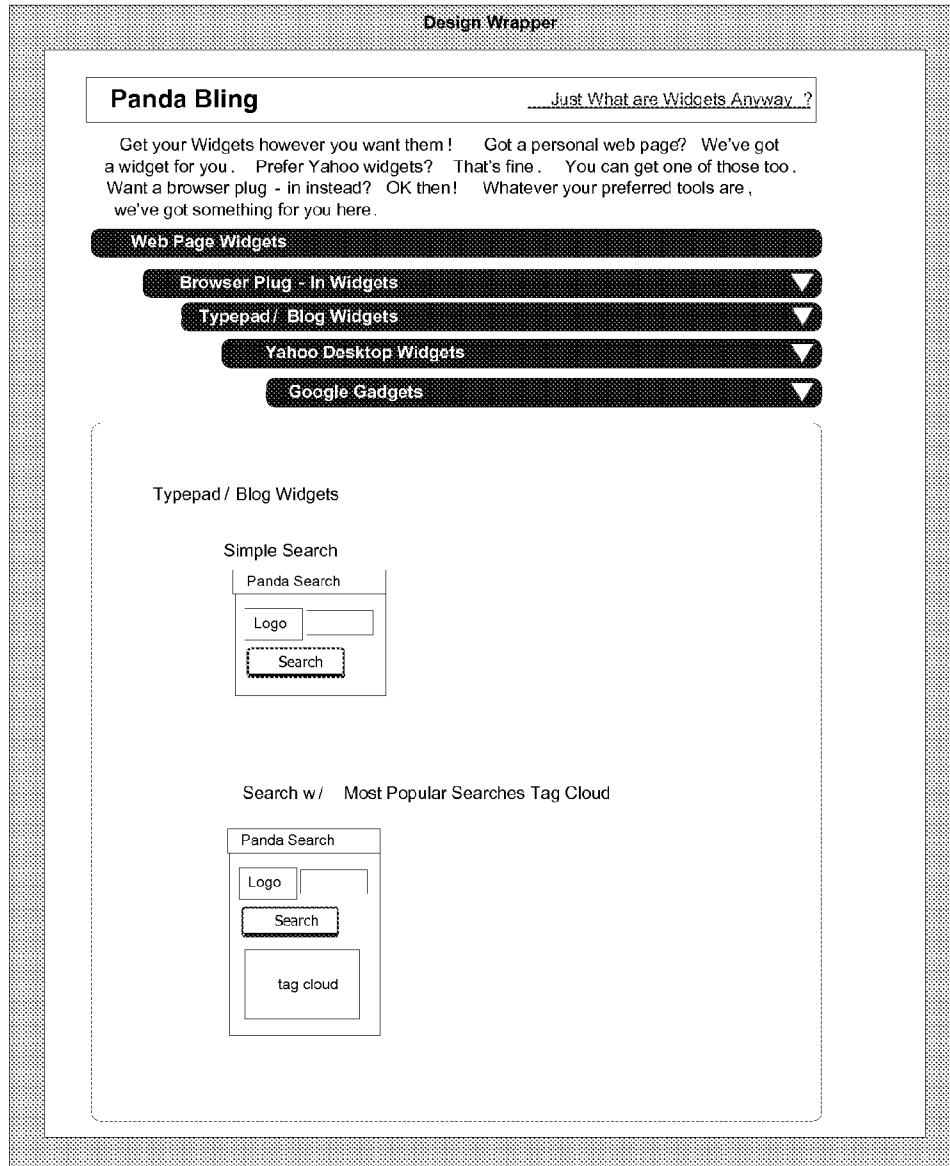 Design Wrapper
Panda Bling
Just What are Widgets Anyway ?
Get your Widgets however you want them ! Got a personal web page? We've got
a widget for you . Prefer Yahoo widgets? That's fine . You can get one of those too .
Want a browser plug - in instead? OK then ! Whatever your preferred tools are ,
we've got something for you here .
Web Page Widgets
Browser Plug - In Widgets
Typepad / Blog Widgets
Yahoo Desktop Widgets
Google Gadgets
Typepad / Blog Widgets
Simple Search
Panda Search
Logo
Search
Search w / Most Popular Searches Tag Cloud
Panda Search
Logo
Search
tag cloud